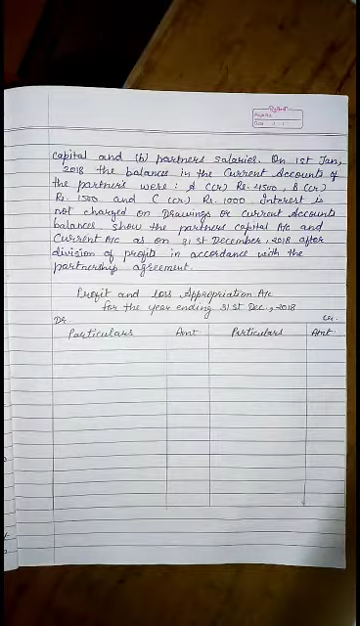 Date
capital and (b) partners salaries. On 1st Jan,
2018 the balances in the Current Accounts of
the partners were : A (cr) Rs. 4500, B (cr)
Rs. 1500 and C (cr) Rs. 1000 Interest is
not charged on Drawings or current Accounts
balances. Show the partners capital A/c and
Current A/c as on 31st December, 2018 after
division of profits in accordance with the
partnership agreement.
Profit and loss Appropriation A/c
for the year ending 31st Dec., 2018
Dr Cr.
Particulars Amt Particulars Amt.